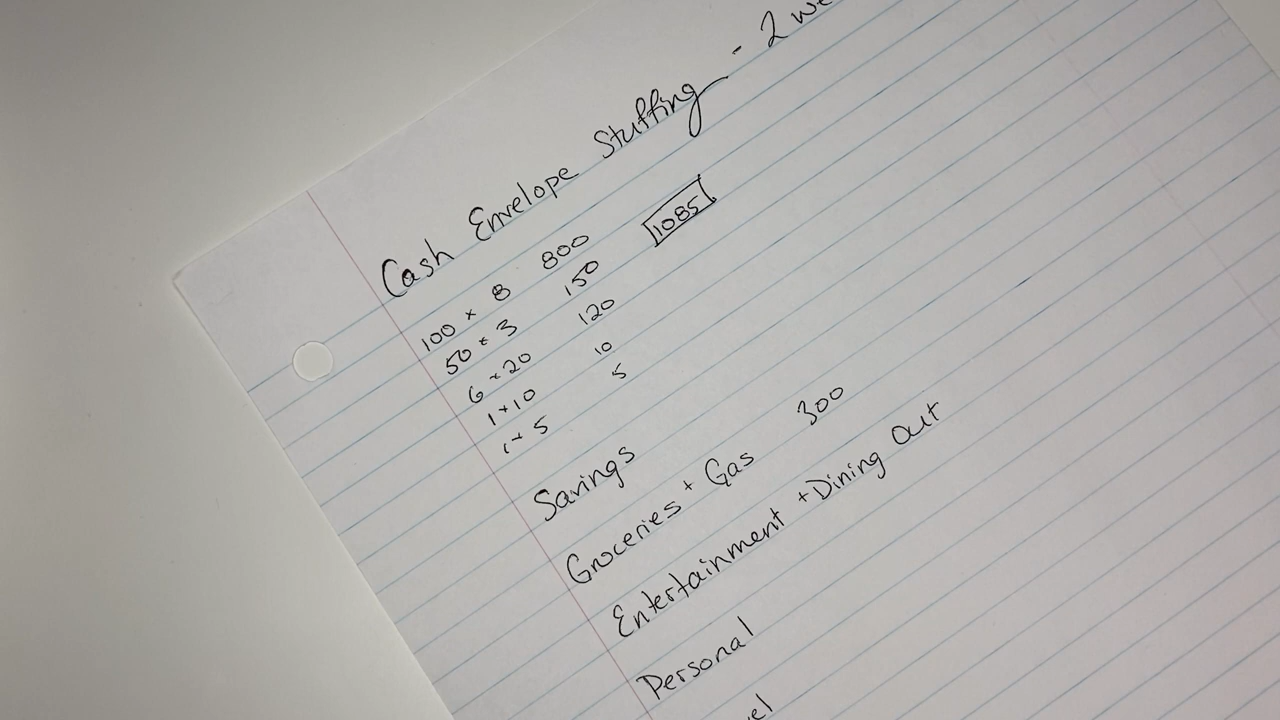 Cash Envelope Stuffing - 2
100 x 8 800 1085
50 x 3 150
6 x 20 120
1 x 10 10
1 x 5 5
Savings
Groceries + Gas 300
Entertainment + Dining Out
Personal